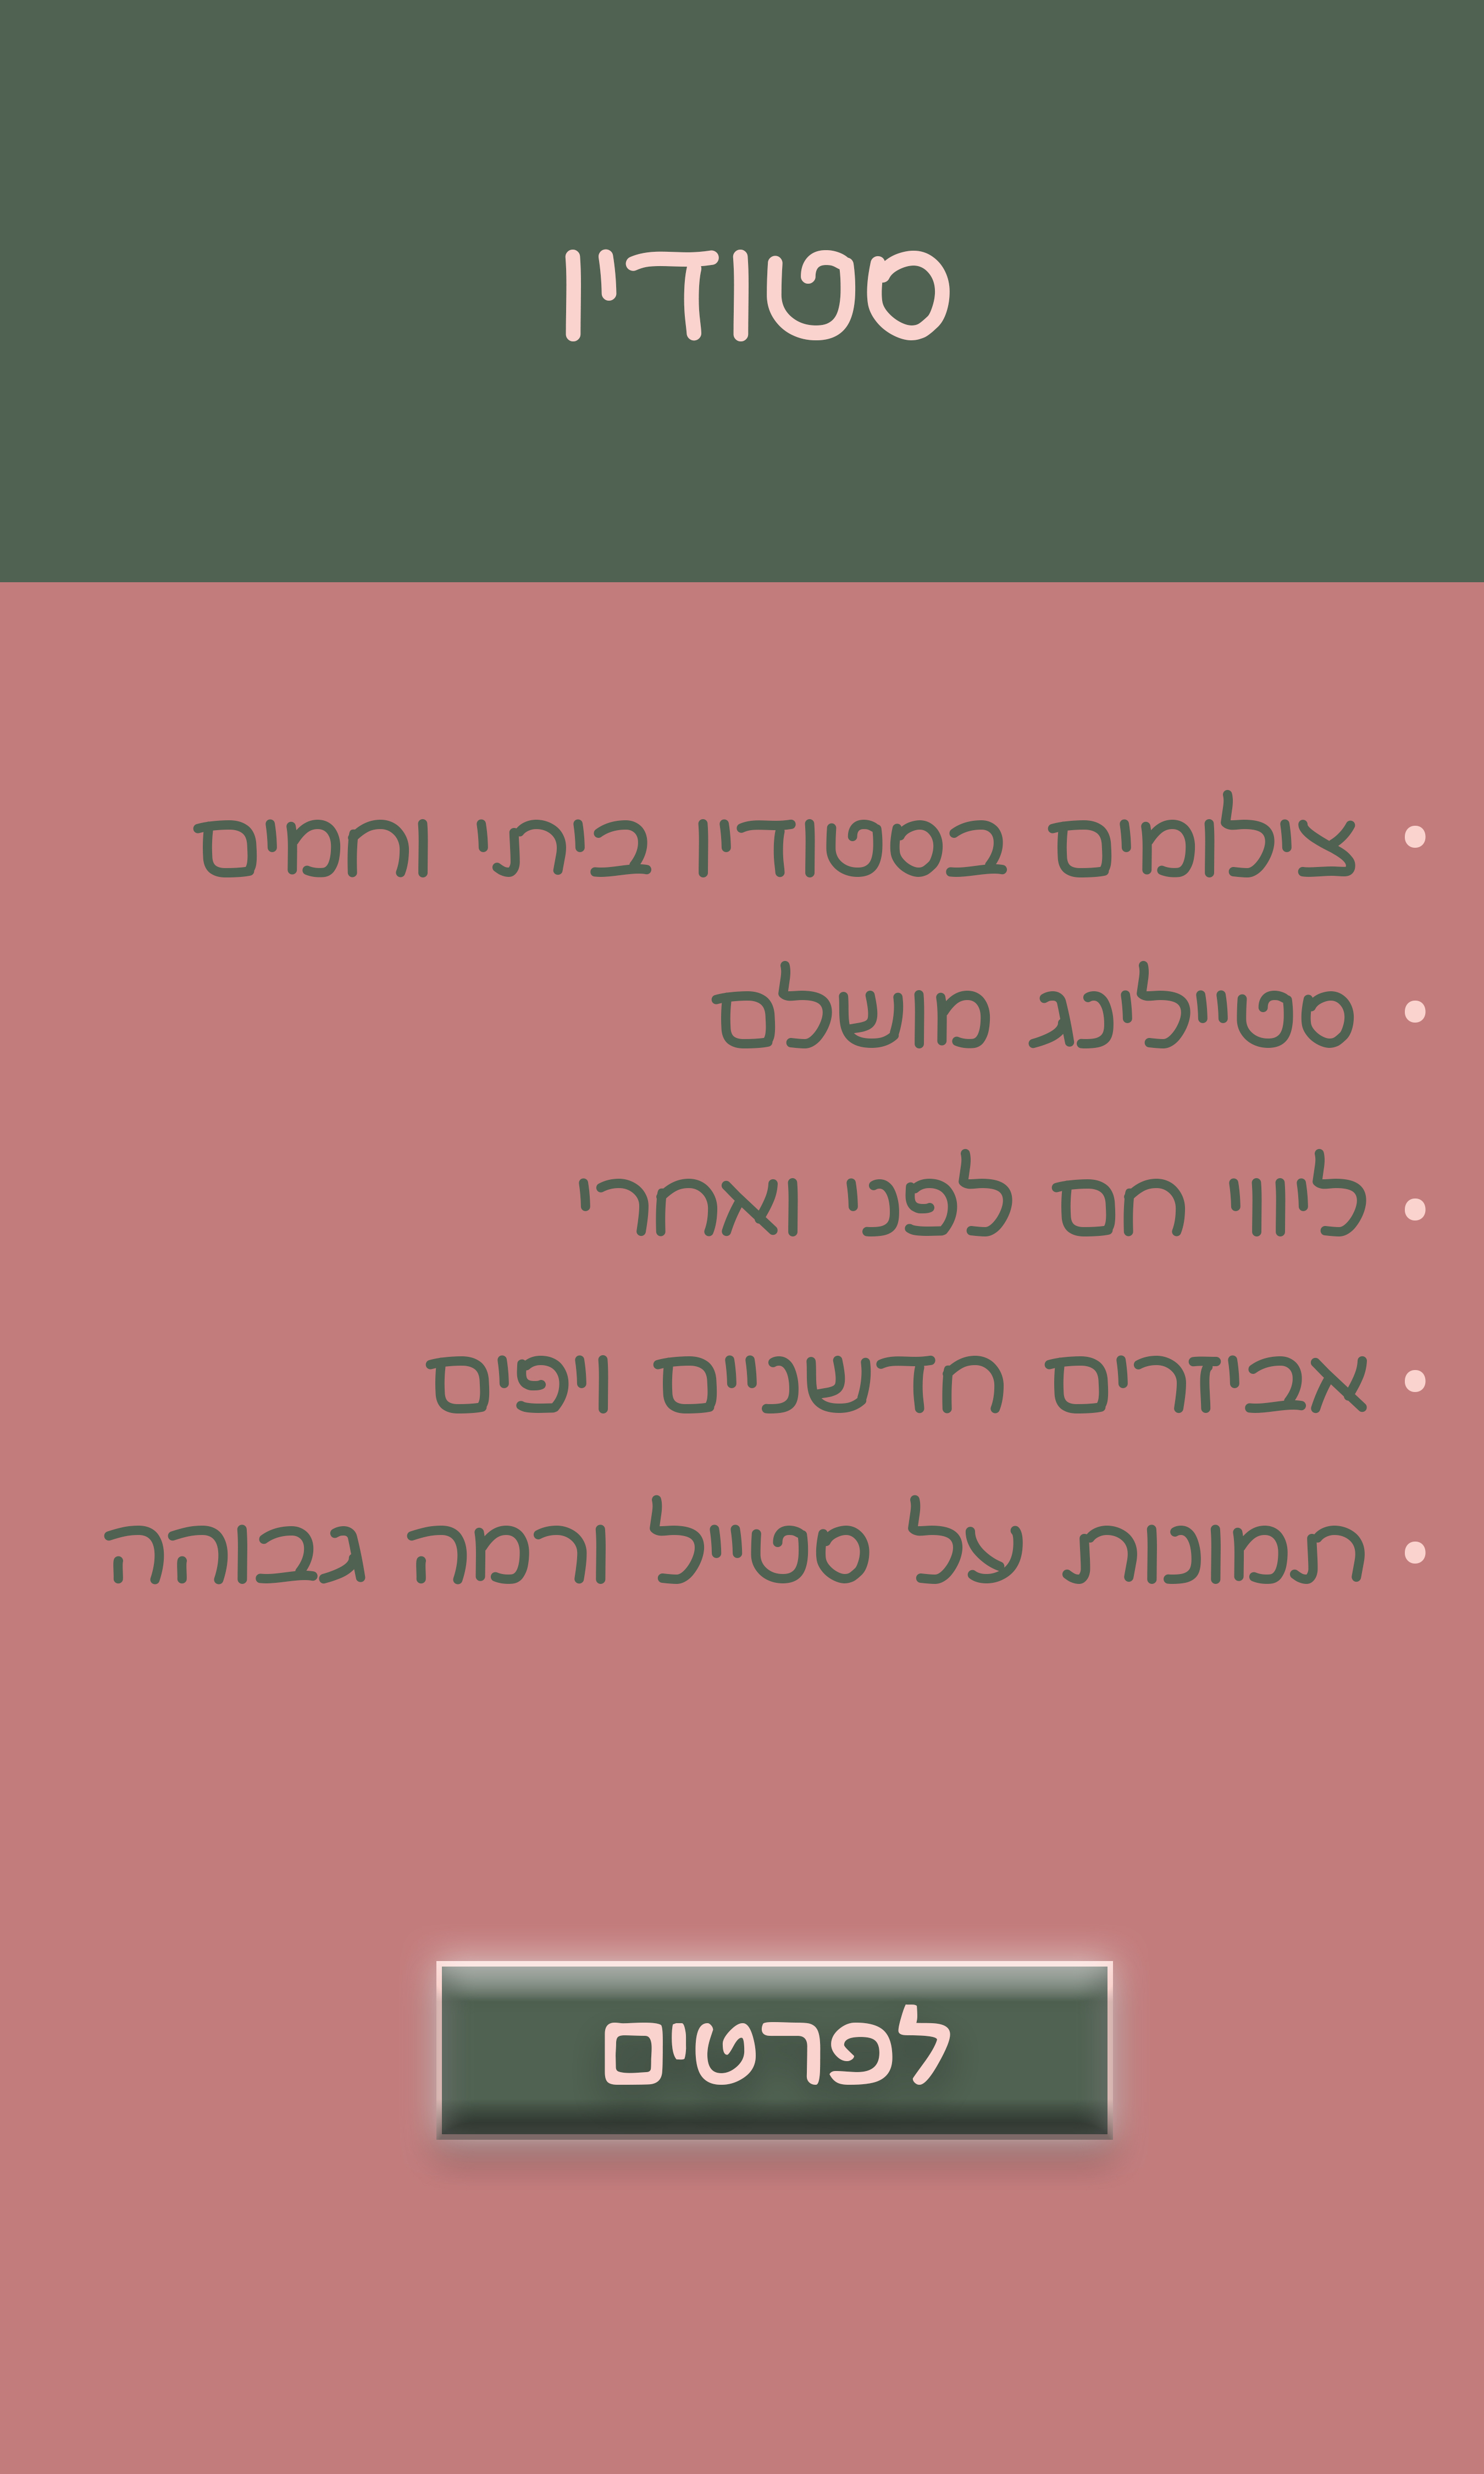 סטודיו
• צילומים בסטודיו ביתי וחמים
• סטיילינג מושלם
• ליווי חם לפני ואחרי
• אביזרים חדשניים ויפים
• תמונות על סטייל ורמה גבוהה
לפרטים